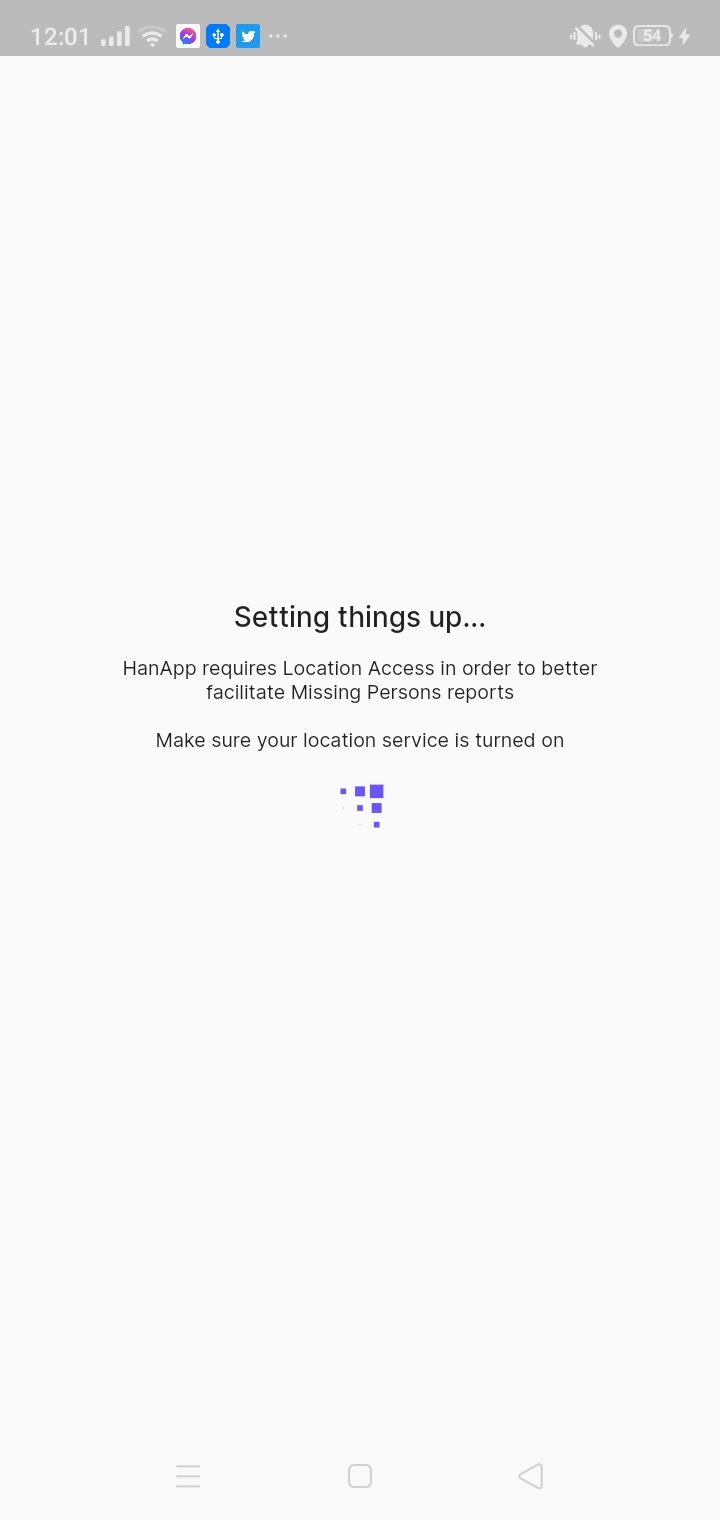 12:01
54
Setting things up...
HanApp requires Location Access in order to better
facilitate Missing Persons reports
Make sure your location service is turned on